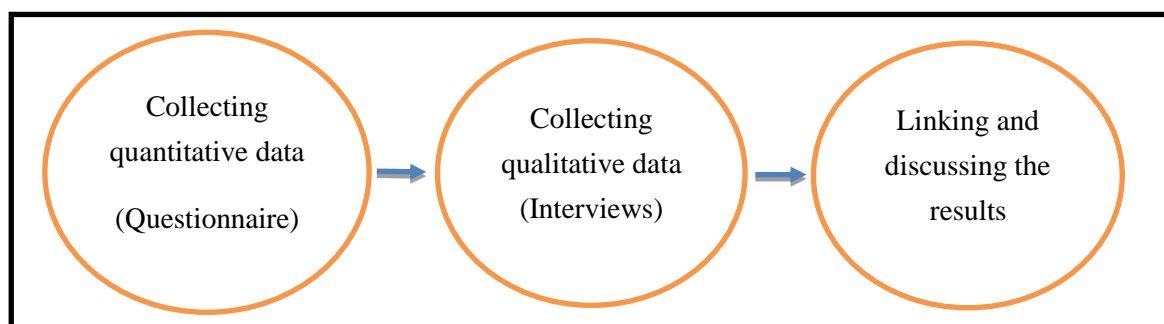 Collecting
quantitative data
(Questionnaire)
Collecting
qualitative data
(Interviews)
Linking and
discussing the
results